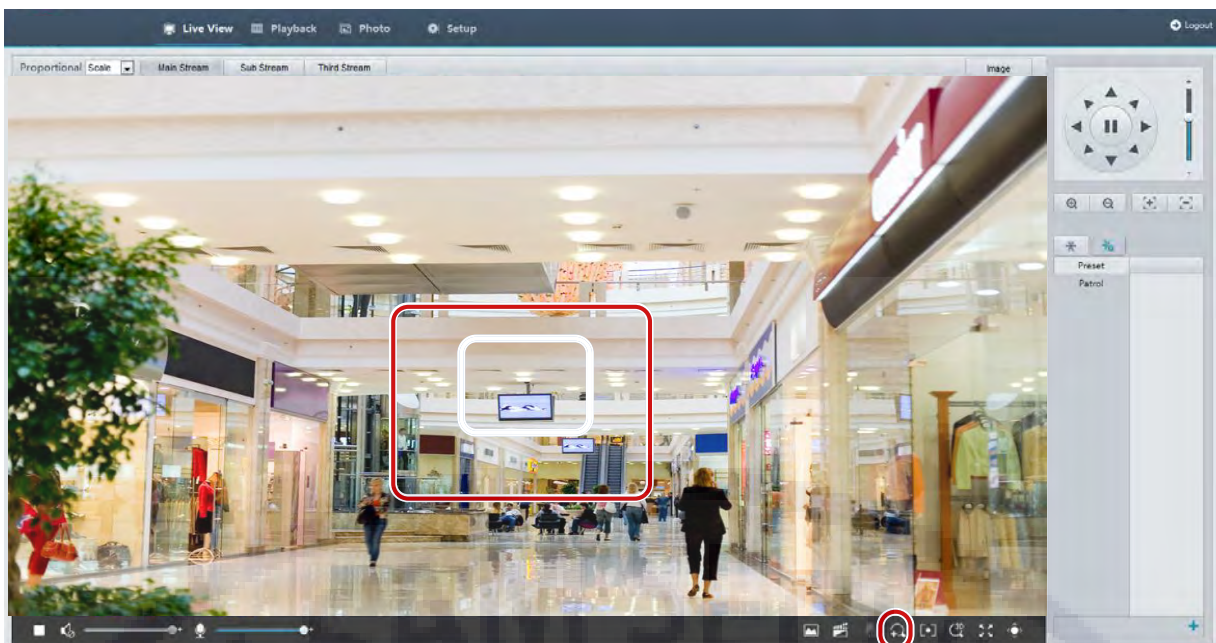 Live View Playback Photo Setup Logout
Proportional Scale Main Stream Sub Stream Third Stream Image
Preset
Patrol